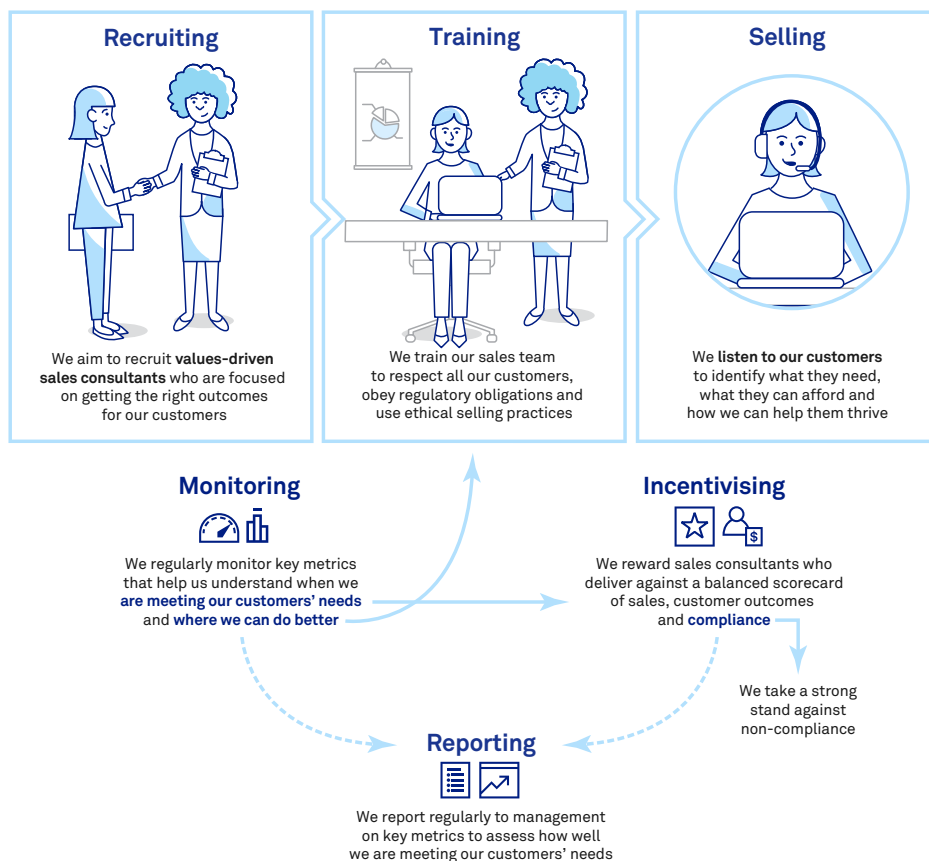 Recruiting
We aim to recruit values-driven
sales consultants who are focused
on getting the right outcomes
for our customers
Training
We train our sales team
to respect all our customers,
obey regulatory obligations and
use ethical selling practices
Selling
We listen to our customers
to identify what they need,
what they can afford and
how we can help them thrive
Monitoring
We regularly monitor key metrics
that help us understand when we
are meeting our customers’ needs
and where we can do better
Incentivising
$
We reward sales consultants who
deliver against a balanced scorecard
of sales, customer outcomes
and compliance
We take a strong
stand against
non-compliance
Reporting
We report regularly to management
on key metrics to assess how well
we are meeting our customers’ needs